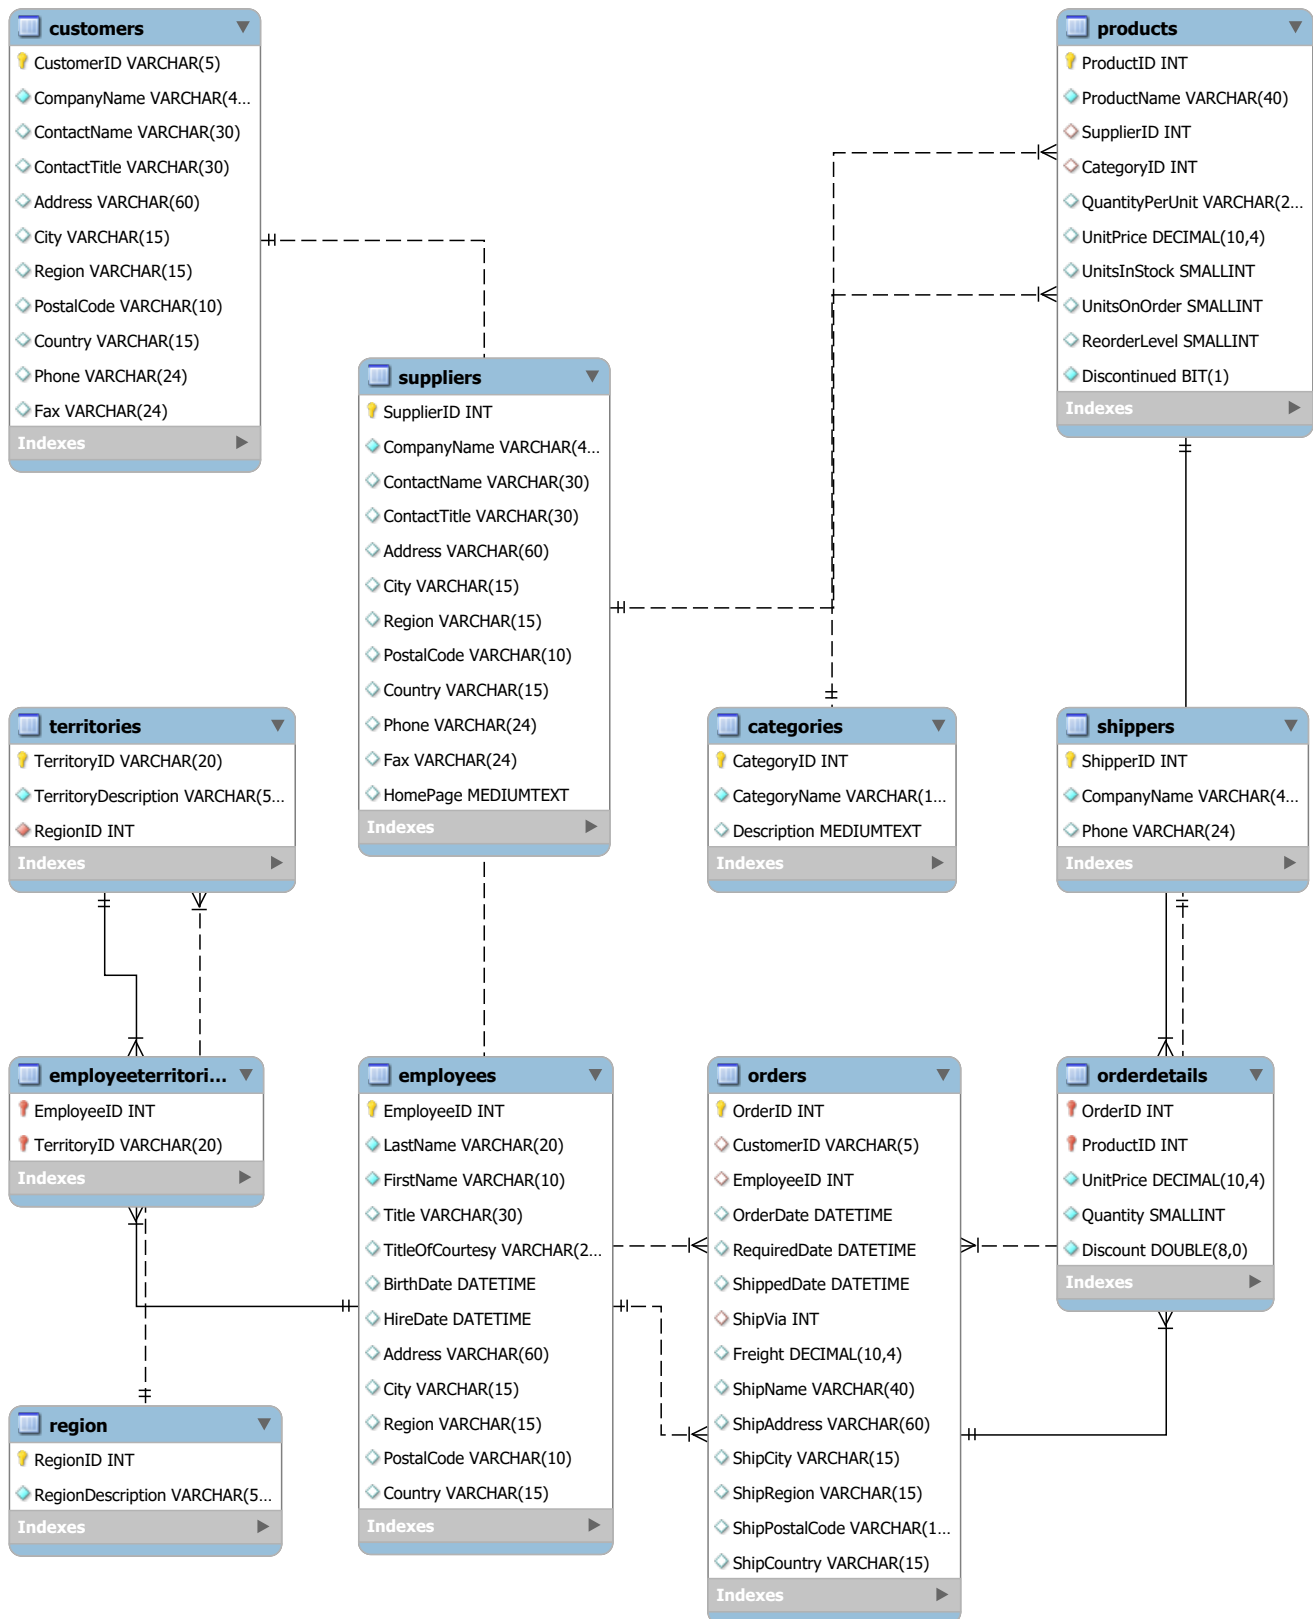 customers
CustomerID VARCHAR(5)
CompanyName VARCHAR(4...
ContactName VARCHAR(30)
ContactTitle VARCHAR(30)
Address VARCHAR(60)
City VARCHAR(15)
Region VARCHAR(15)
PostalCode VARCHAR(10)
Country VARCHAR(15)
Phone VARCHAR(24)
Fax VARCHAR(24)
Indexes
products
ProductID INT
ProductName VARCHAR(40)
SupplierID INT
CategoryID INT
QuantityPerUnit VARCHAR(2...
UnitPrice DECIMAL(10,4)
UnitsInStock SMALLINT
UnitsOnOrder SMALLINT
ReorderLevel SMALLINT
Discontinued BIT(1)
Indexes
suppliers
SupplierID INT
CompanyName VARCHAR(4...
ContactName VARCHAR(30)
ContactTitle VARCHAR(30)
Address VARCHAR(60)
City VARCHAR(15)
Region VARCHAR(15)
PostalCode VARCHAR(10)
Country VARCHAR(15)
Phone VARCHAR(24)
Fax VARCHAR(24)
HomePage MEDIUMTEXT
Indexes
territories
TerritoryID VARCHAR(20)
TerritoryDescription VARCHAR(5...
RegionID INT
Indexes
categories
CategoryID INT
CategoryName VARCHAR(1...
Description MEDIUMTEXT
Indexes
shippers
ShipperID INT
CompanyName VARCHAR(4...
Phone VARCHAR(24)
Indexes
employeeterritori...
EmployeeID INT
TerritoryID VARCHAR(20)
Indexes
employees
EmployeeID INT
LastName VARCHAR(20)
FirstName VARCHAR(10)
Title VARCHAR(30)
TitleOfCourtesy VARCHAR(2...
BirthDate DATETIME
HireDate DATETIME
Address VARCHAR(60)
City VARCHAR(15)
Region VARCHAR(15)
PostalCode VARCHAR(10)
Country VARCHAR(15)
Indexes
orders
OrderID INT
CustomerID VARCHAR(5)
EmployeeID INT
OrderDate DATETIME
RequiredDate DATETIME
ShippedDate DATETIME
ShipVia INT
Freight DECIMAL(10,4)
ShipName VARCHAR(40)
ShipAddress VARCHAR(60)
ShipCity VARCHAR(15)
ShipRegion VARCHAR(15)
ShipPostalCode VARCHAR(1...
ShipCountry VARCHAR(15)
Indexes
orderdetails
OrderID INT
ProductID INT
UnitPrice DECIMAL(10,4)
Quantity SMALLINT
Discount DOUBLE(8,0)
Indexes
region
RegionID INT
RegionDescription VARCHAR(5...
Indexes